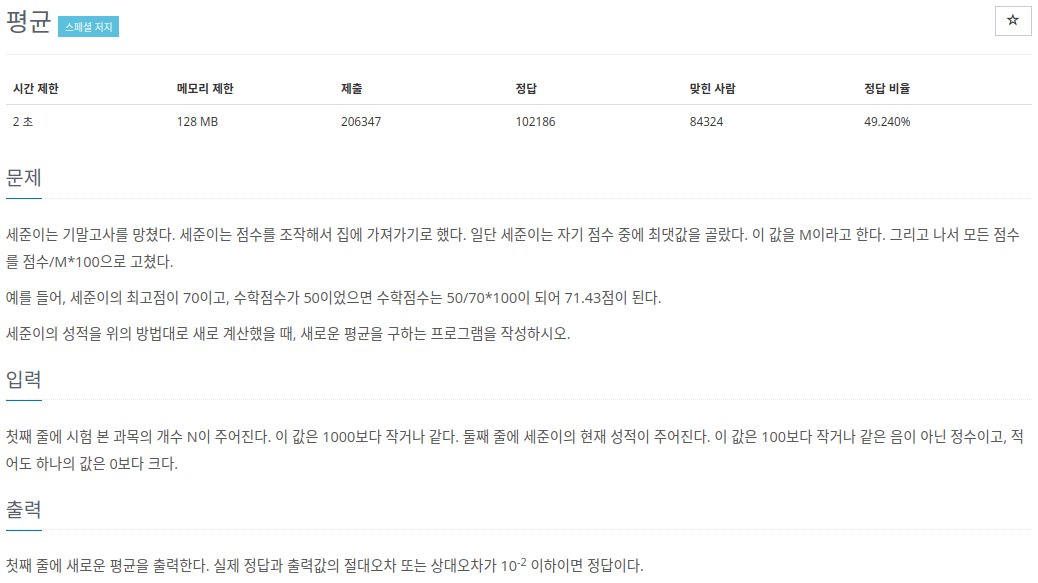 평균 스페셜 저지
☆
시간 제한 메모리 제한 제출 정답 맞힌 사람 정답 비율
2 초 128 MB 206347 102186 84324 49.240%
문제
세준이는 기말고사를 망쳤다. 세준이는 점수를 조작해서 집에 가져가기로 했다. 일단 세준이는 자기 점수 중에 최댓값을 골랐다. 이 값을 M이라고 한다. 그리고 나서 모든 점수
를 점수/M*100으로 고쳤다.
예를 들어, 세준이의 최고점이 70이고, 수학점수가 50이었으면 수학점수는 50/70*100이 되어 71.43점이 된다.
세준이의 성적을 위의 방법대로 새로 계산했을 때, 새로운 평균을 구하는 프로그램을 작성하시오.
입력
첫째 줄에 시험 본 과목의 개수 N이 주어진다. 이 값은 1000보다 작거나 같다. 둘째 줄에 세준이의 현재 성적이 주어진다. 이 값은 100보다 작거나 같은 음이 아닌 정수이고, 적
어도 하나의 값은 0보다 크다.
출력
첫째 줄에 새로운 평균을 출력한다. 실제 정답과 출력값의 절대오차 또는 상대오차가 10⁻² 이하이면 정답이다.